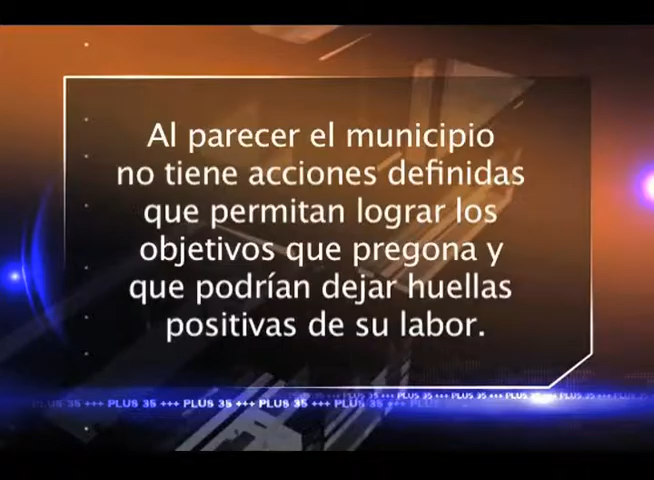 Al parecer el municipio
no tiene acciones definidas
que permitan lograr los
objetivos que pregona y
que podrían dejar huellas
positivas de su labor.
PLUS 35 +++ PLUS 35 +++ PLUS 35 +++ PLUS 35 +++ PLUS 35